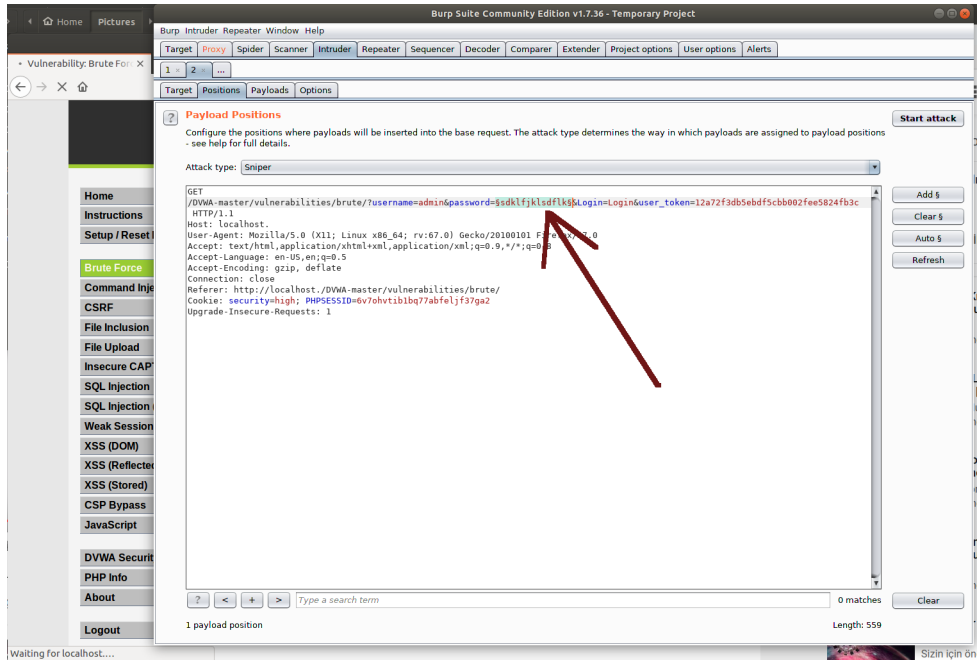 Burp Suite Community Edition v1.7.36 - Temporary Project
Home Pictures
Burp Intruder Repeater Window Help
Target Proxy Spider Scanner Intruder Repeater Sequencer Decoder Comparer Extender Project options User options Alerts
Vulnerability: Brute For
1 × 2 × ...
Target Positions Payloads Options
? Payload Positions
Start attack
Configure the positions where payloads will be inserted into the base request. The attack type determines the way in which payloads are assigned to payload positions
- see help for full details.
Attack type: Sniper
GET
/DVWA-master/vulnerabilities/brute/?username=admin&password=§sdklfjklsdflk§&Login=Login&user_token=12a72f3db5ebdf5cbb002fee5824fb3c
HTTP/1.1
Host: localhost.
User-Agent: Mozilla/5.0 (X11; Linux x86_64; rv:67.0) Gecko/20100101
Accept: text/html,application/xhtml+xml,application/xml;q=0.9,*/*;
Accept-Language: en-US,en;q=0.5
Accept-Encoding: gzip, deflate
Connection: close
Referer: http://localhost./DVWA-master/vulnerabilities/brute/
Cookie: security=high; PHPSESSID=6v7ohvtib1bq77abfeljf37ga2
Upgrade-Insecure-Requests: 1
Add §
Clear §
Auto §
Refresh
Home
Instructions
Setup / Reset
Brute Force
Command Inje
CSRF
File Inclusion
File Upload
Insecure CAP
SQL Injection
SQL Injection
Weak Session
XSS (DOM)
XSS (Reflecte
XSS (Stored)
CSP Bypass
JavaScript
DVWA Securit
PHP Info
About
Logout
? < + > Type a search term 0 matches Clear
1 payload position Length: 559
Waiting for localhost....
Sizin için ön